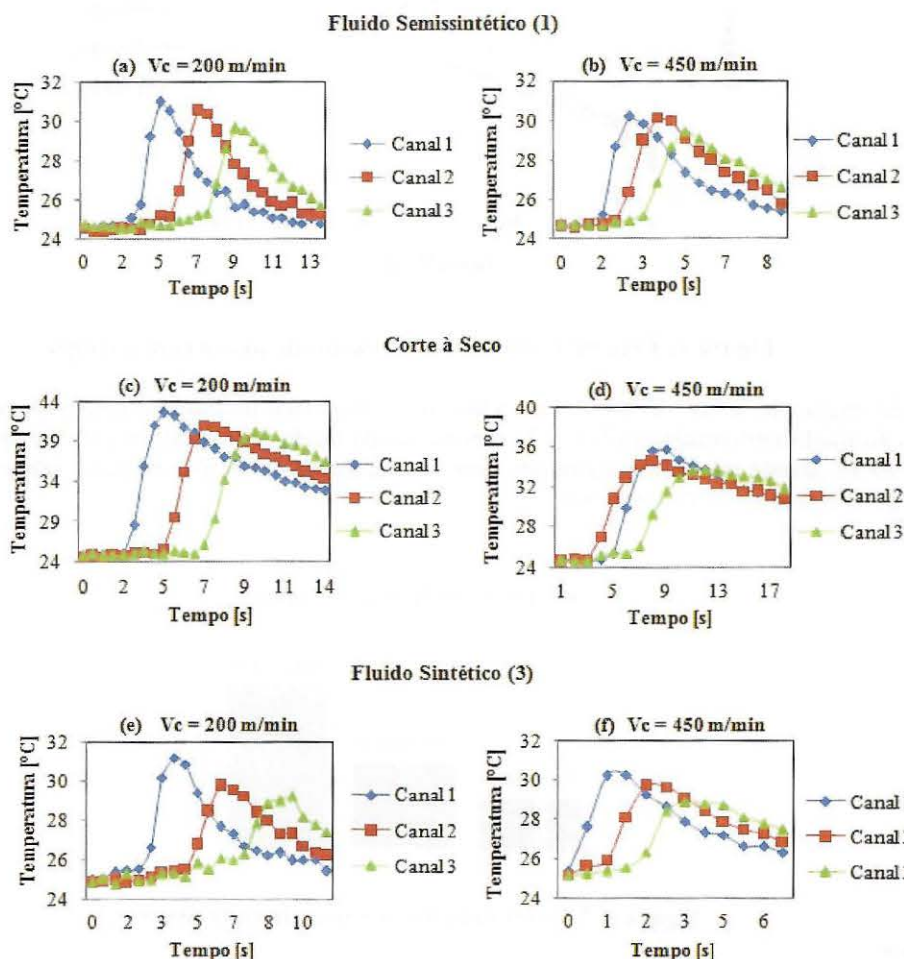 Fluido Semissintético (1)
(a) Vc = 200 m/min
Temperatura [°C]
32
30
28
26
24
0 2 5 7 9 11 13
Tempo [s]
Canal 1
Canal 2
Canal 3
(b) Vc = 450 m/min
Temperatura [°C]
32
30
28
26
24
0 2 3 5 7 8
Tempo [s]
Canal 1
Canal 2
Canal 3
Corte à Seco
(c) Vc = 200 m/min
Temperatura [°C]
44
39
34
29
24
0 2 5 7 9 11 14
Tempo [s]
Canal 1
Canal 2
Canal 3
(d) Vc = 450 m/min
Temperatura [°C]
40
36
32
28
24
1 5 9 13 17
Tempo [s]
Canal 1
Canal 2
Canal 3
Fluido Sintético (3)
(e) Vc = 200 m/min
Temperatura [°C]
32
30
28
26
24
0 2 3 5 7 8 10
Tempo [s]
Canal 1
Canal 2
Canal 3
(f) Vc = 450 m/min
Temperatura [°C]
32
30
28
26
24
0 1 2 3 5 6
Tempo [s]
Canal
Canal
Canal